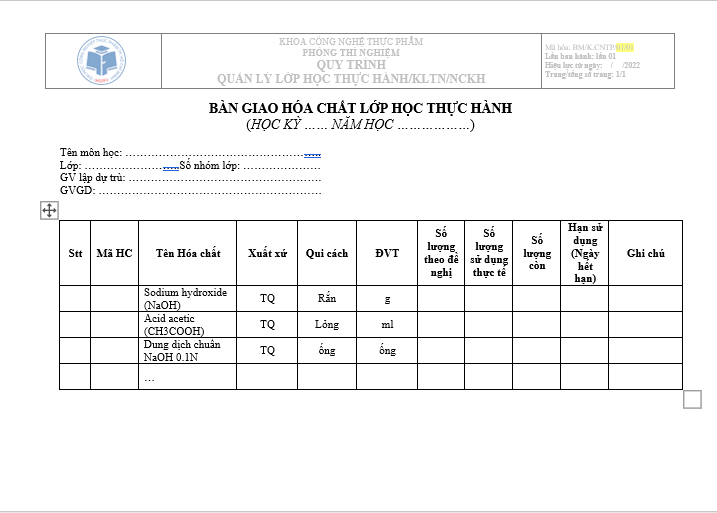 KHOA CÔNG NGHỆ THỰC PHẨM
PHÒNG THÍ NGHIỆM
QUY TRÌNH
QUẢN LÝ LỚP HỌC THỰC HÀNH/KLTN/NCKH
Mã hóa: BM/K.CNTP/01/01
Lần ban hành: lần 01
Hiệu lực từ ngày: / /2022
Trang/tổng số trang: 1/1
BÀN GIAO HÓA CHẤT LỚP HỌC THỰC HÀNH
(HỌC KỲ …… NĂM HỌC ………………)
Tên môn học: ………………………………………………
Lớp: ……………………….Số nhóm lớp: …………………
GV lập dự trù: ………………………………………………
GVGD: ………………………………………………………
Stt Mã HC Tên Hóa chất Xuất xứ Qui cách ĐVT Số lượng theo đề nghị Số lượng sử dụng thực tế Số lượng còn Hạn sử dụng (Ngày hết hạn) Ghi chú
Sodium hydroxide (NaOH) TQ Rắn g
Acid acetic (CH3COOH) TQ Lỏng ml
Dung dịch chuẩn NaOH 0.1N TQ ống ống
…